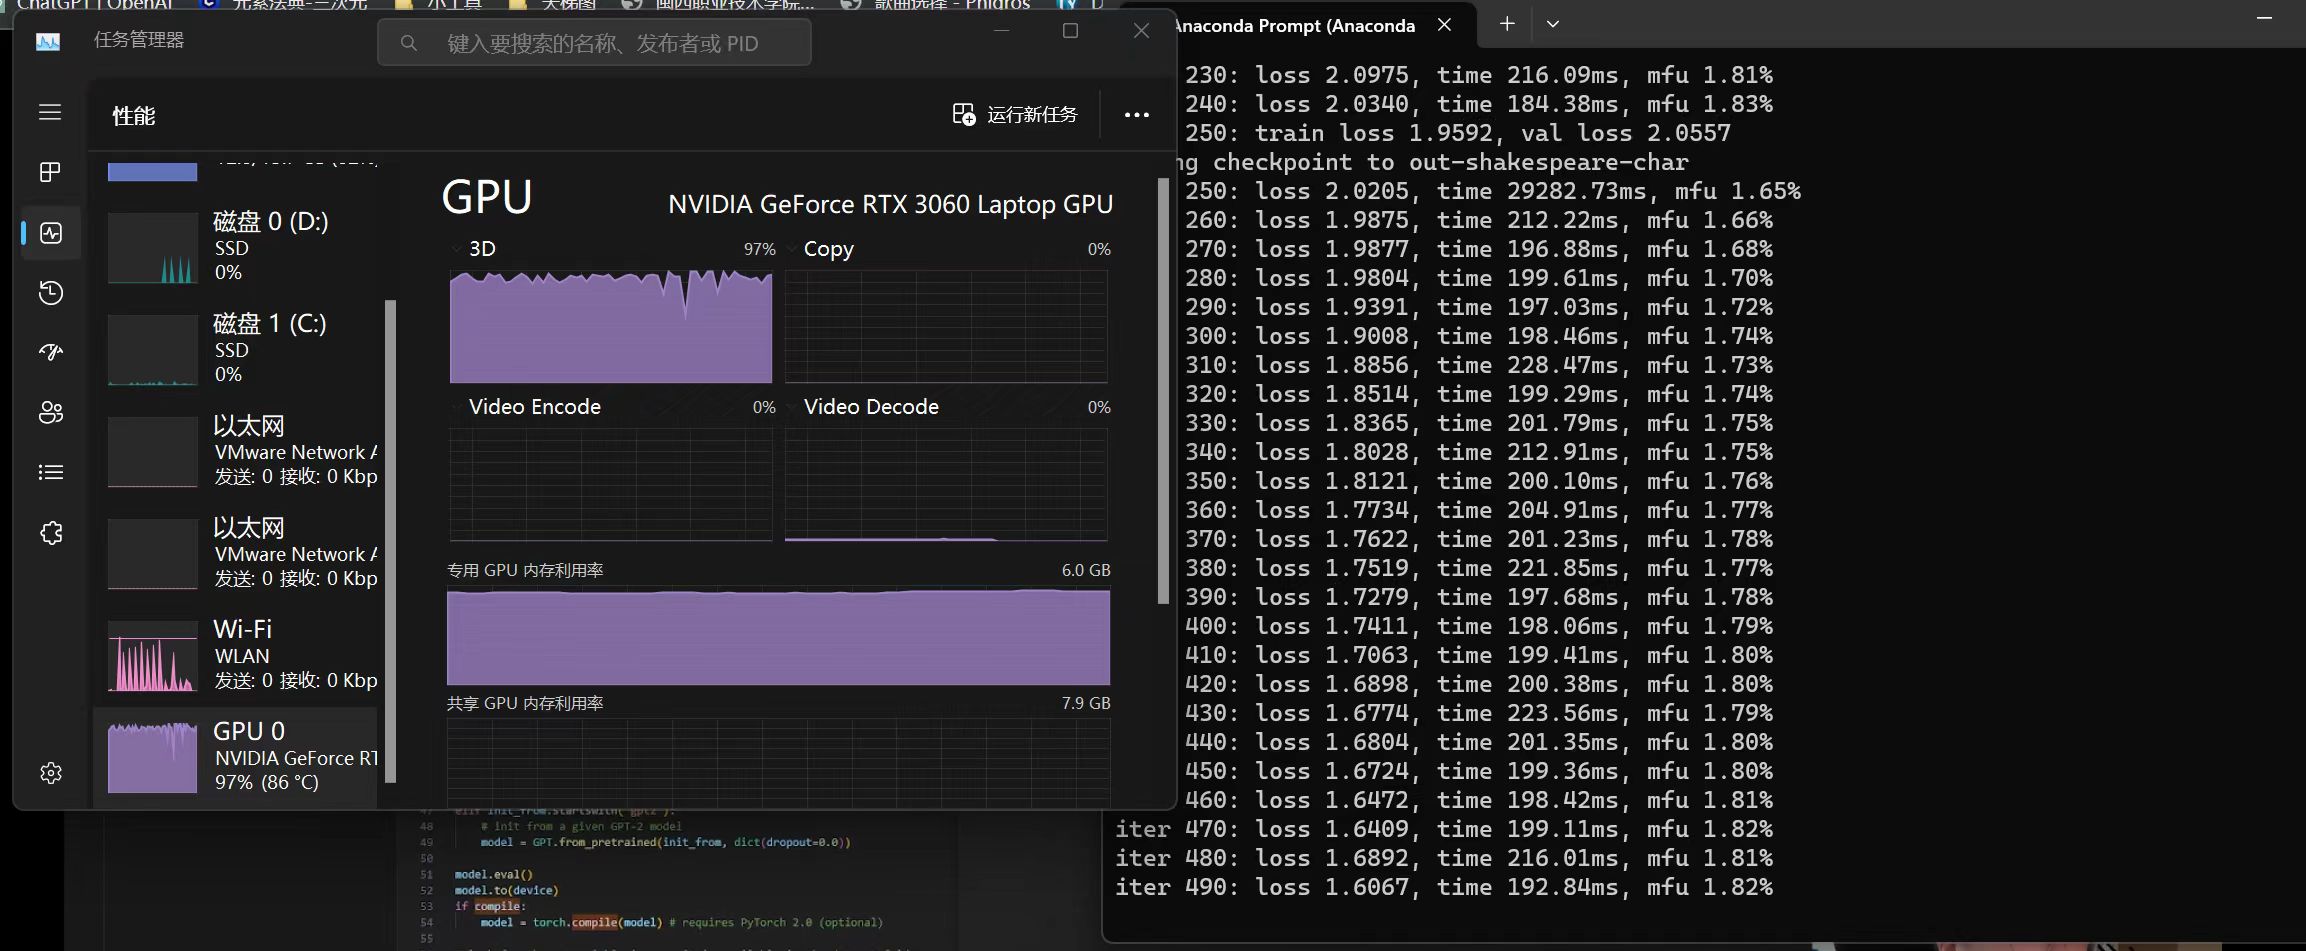 任务管理器
键入要搜索的名称、发布者或 PID
性能
运行新任务
磁盘 0 (D:)
SSD
0%
磁盘 1 (C:)
SSD
0%
以太网
VMware Network A
发送: 0 接收: 0 Kbp
以太网
VMware Network A
发送: 0 接收: 0 Kbp
Wi-Fi
WLAN
发送: 0 接收: 0 Kbp
GPU 0
NVIDIA GeForce RT
97% (86 °C)
GPU
NVIDIA GeForce RTX 3060 Laptop GPU
3D 97%
Copy 0%
Video Encode 0%
Video Decode 0%
专用 GPU 内存利用率 6.0 GB
共享 GPU 内存利用率 7.9 GB
48 # init from a given GPT-2 model
49 model = GPT.from_pretrained(init_from, dict(dropout=0.0))
50
51 model.eval()
52 model.to(device)
53 if compile:
54 model = torch.compile(model) # requires PyTorch 2.0 (optional)
55
Anaconda Prompt (Anaconda
230: loss 2.0975, time 216.09ms, mfu 1.81%
240: loss 2.0340, time 184.38ms, mfu 1.83%
250: train loss 1.9592, val loss 2.0557
ng checkpoint to out-shakespeare-char
250: loss 2.0205, time 29282.73ms, mfu 1.65%
260: loss 1.9875, time 212.22ms, mfu 1.66%
270: loss 1.9877, time 196.88ms, mfu 1.68%
280: loss 1.9804, time 199.61ms, mfu 1.70%
290: loss 1.9391, time 197.03ms, mfu 1.72%
300: loss 1.9008, time 198.46ms, mfu 1.74%
310: loss 1.8856, time 228.47ms, mfu 1.73%
320: loss 1.8514, time 199.29ms, mfu 1.74%
330: loss 1.8365, time 201.79ms, mfu 1.75%
340: loss 1.8028, time 212.91ms, mfu 1.75%
350: loss 1.8121, time 200.10ms, mfu 1.76%
360: loss 1.7734, time 204.91ms, mfu 1.77%
370: loss 1.7622, time 201.23ms, mfu 1.78%
380: loss 1.7519, time 221.85ms, mfu 1.77%
390: loss 1.7279, time 197.68ms, mfu 1.78%
400: loss 1.7411, time 198.06ms, mfu 1.79%
410: loss 1.7063, time 199.41ms, mfu 1.80%
420: loss 1.6898, time 200.38ms, mfu 1.80%
430: loss 1.6774, time 223.56ms, mfu 1.79%
440: loss 1.6804, time 201.35ms, mfu 1.80%
450: loss 1.6724, time 199.36ms, mfu 1.80%
460: loss 1.6472, time 198.42ms, mfu 1.81%
iter 470: loss 1.6409, time 199.11ms, mfu 1.82%
iter 480: loss 1.6892, time 216.01ms, mfu 1.81%
iter 490: loss 1.6067, time 192.84ms, mfu 1.82%